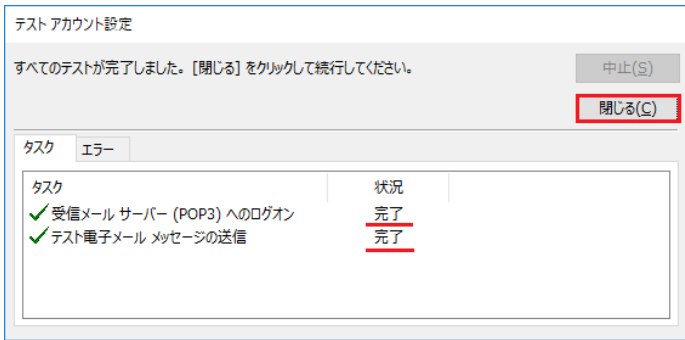 テスト アカウント設定
すべてのテストが完了しました。[閉じる] をクリックして続行してください。
中止(S)
閉じる(C)
タスク エラー
タスク 状況
受信メール サーバー (POP3) へのログオン 完了
テスト電子メール メッセージの送信 完了